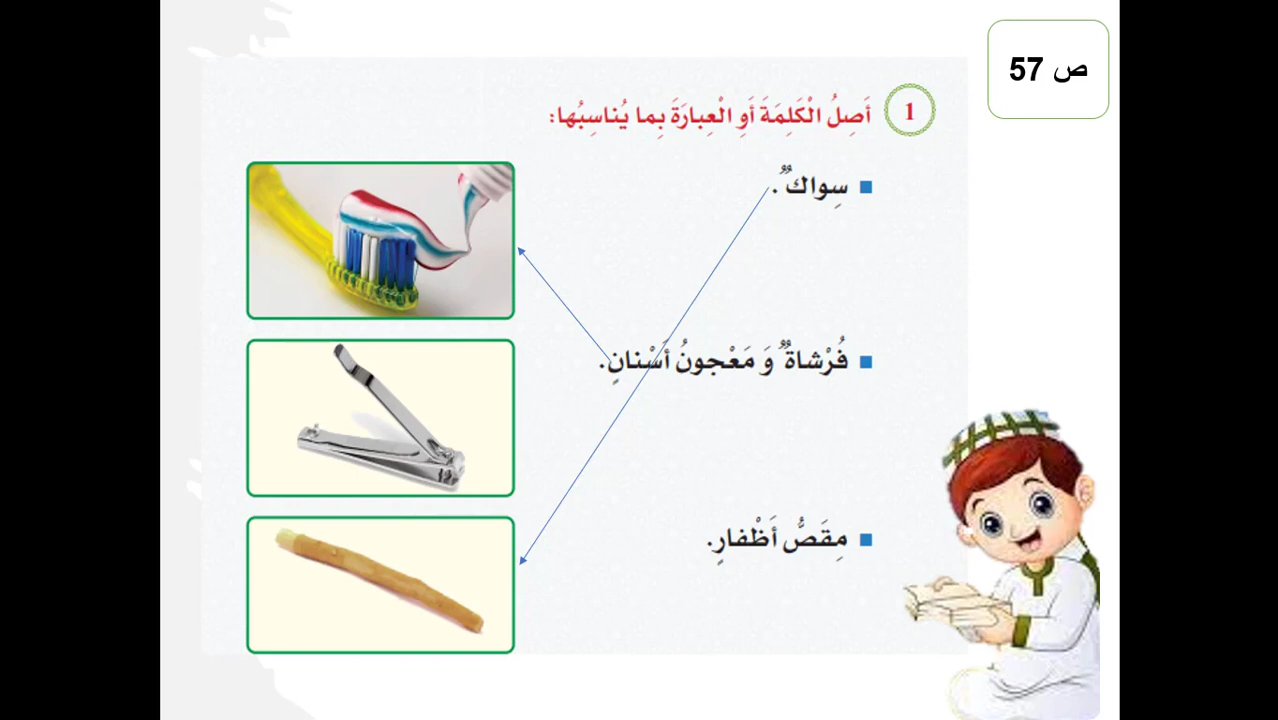 ص 57
1 أَصِلُ الْكَلِمَةَ أَوِ الْعِبارَةَ بِما يُناسِبُها:
سِواكٌ.
فُرْشاةٌ وَ مَعْجونُ أَسْنانٍ.
مِقَصُّ أَظْفارٍ.